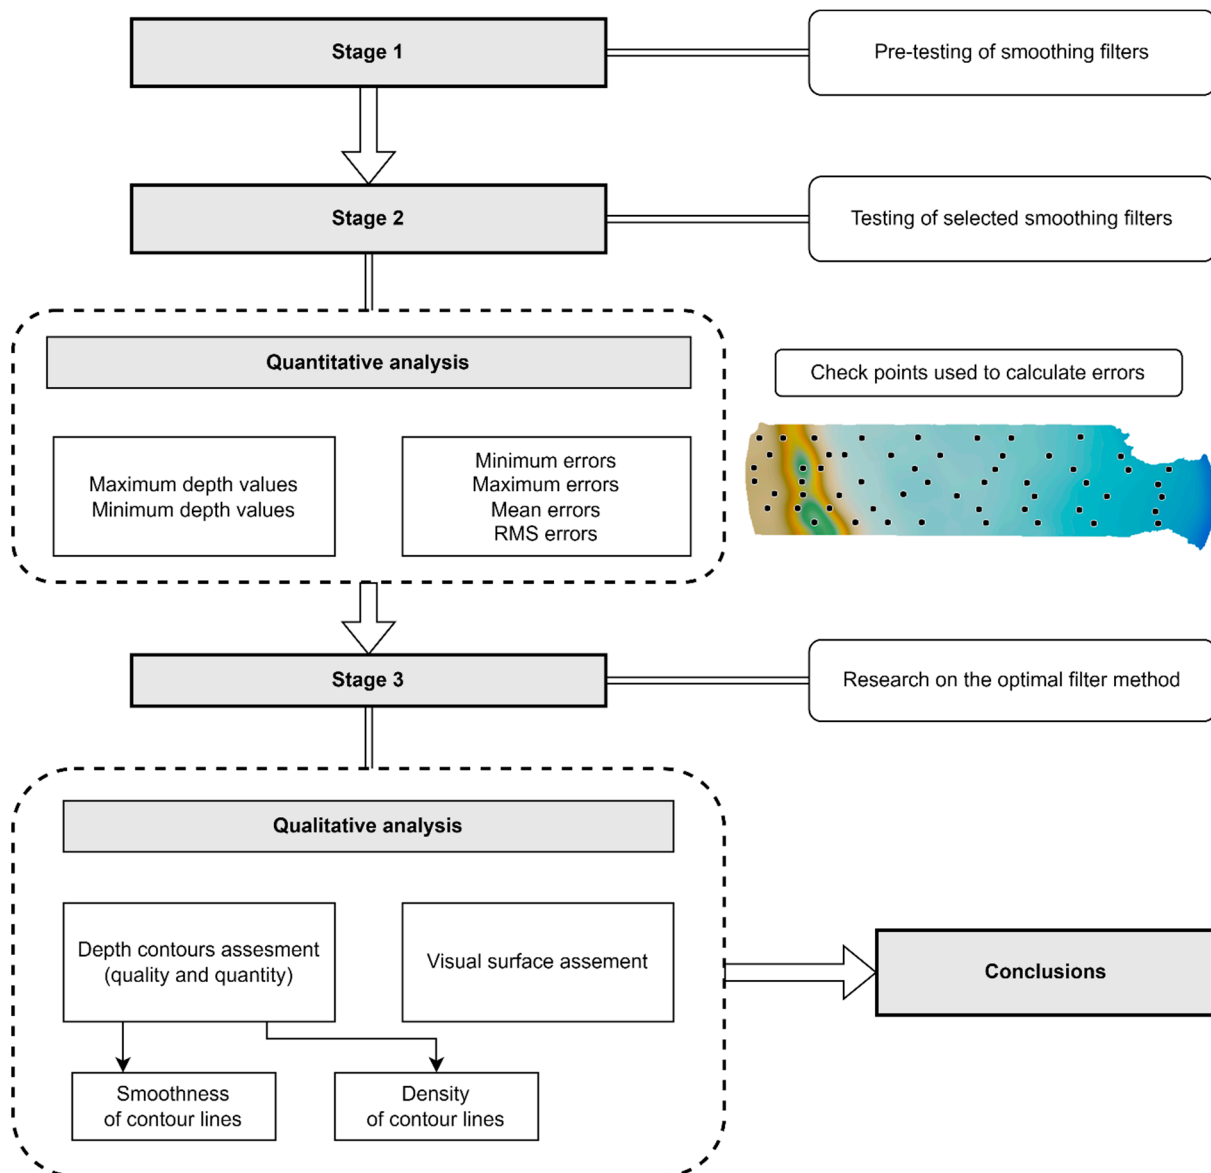 Stage 1
Pre-testing of smoothing filters
Stage 2
Testing of selected smoothing filters
Quantitative analysis
Check points used to calculate errors
Maximum depth values
Minimum depth values
Minimum errors
Maximum errors
Mean errors
RMS errors
Stage 3
Research on the optimal filter method
Qualitative analysis
Depth contours assesment
(quality and quantity)
Visual surface assement
Conclusions
Smoothness
of contour lines
Density
of contour lines